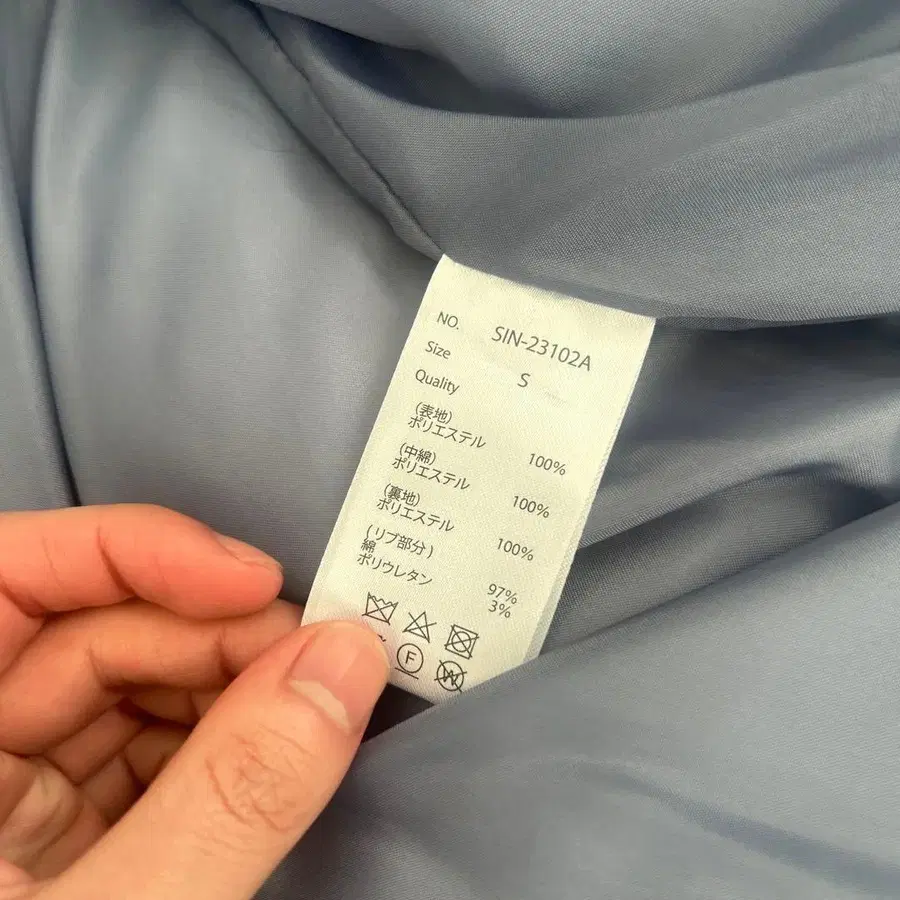 NO. SIN-23102A
Size S
Quality
(表地)
ポリエステル 100%
(中綿)
ポリエステル 100%
(裏地)
ポリエステル 100%
(リブ部分)
綿 97%
ポリウレタン 3%
F W